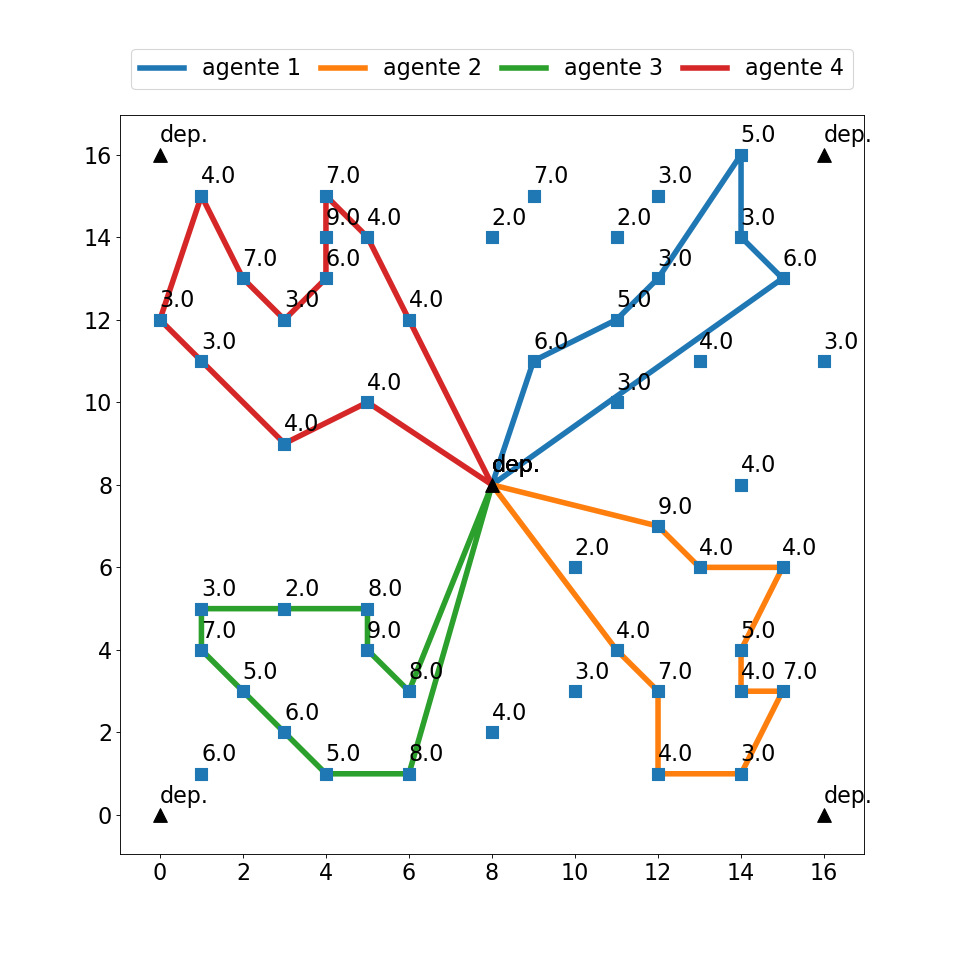 agente 1 agente 2 agente 3 agente 4
dep. 5.0 dep.
16
4.0 7.0 7.0 3.0
9.0 4.0 2.0 2.0 3.0
14
7.0 6.0 3.0 6.0
3.0 3.0 5.0
12
3.0 6.0 4.0 3.0
4.0 3.0
10
4.0
dep. dep. 4.0
8
9.0
2.0 4.0 4.0
6
3.0 2.0 8.0
7.0 9.0 4.0 5.0
4
5.0 8.0 3.0 7.0 4.0 7.0
6.0 4.0
2
6.0 5.0 8.0 4.0 3.0
dep. dep.
0
0 2 4 6 8 10 12 14 16